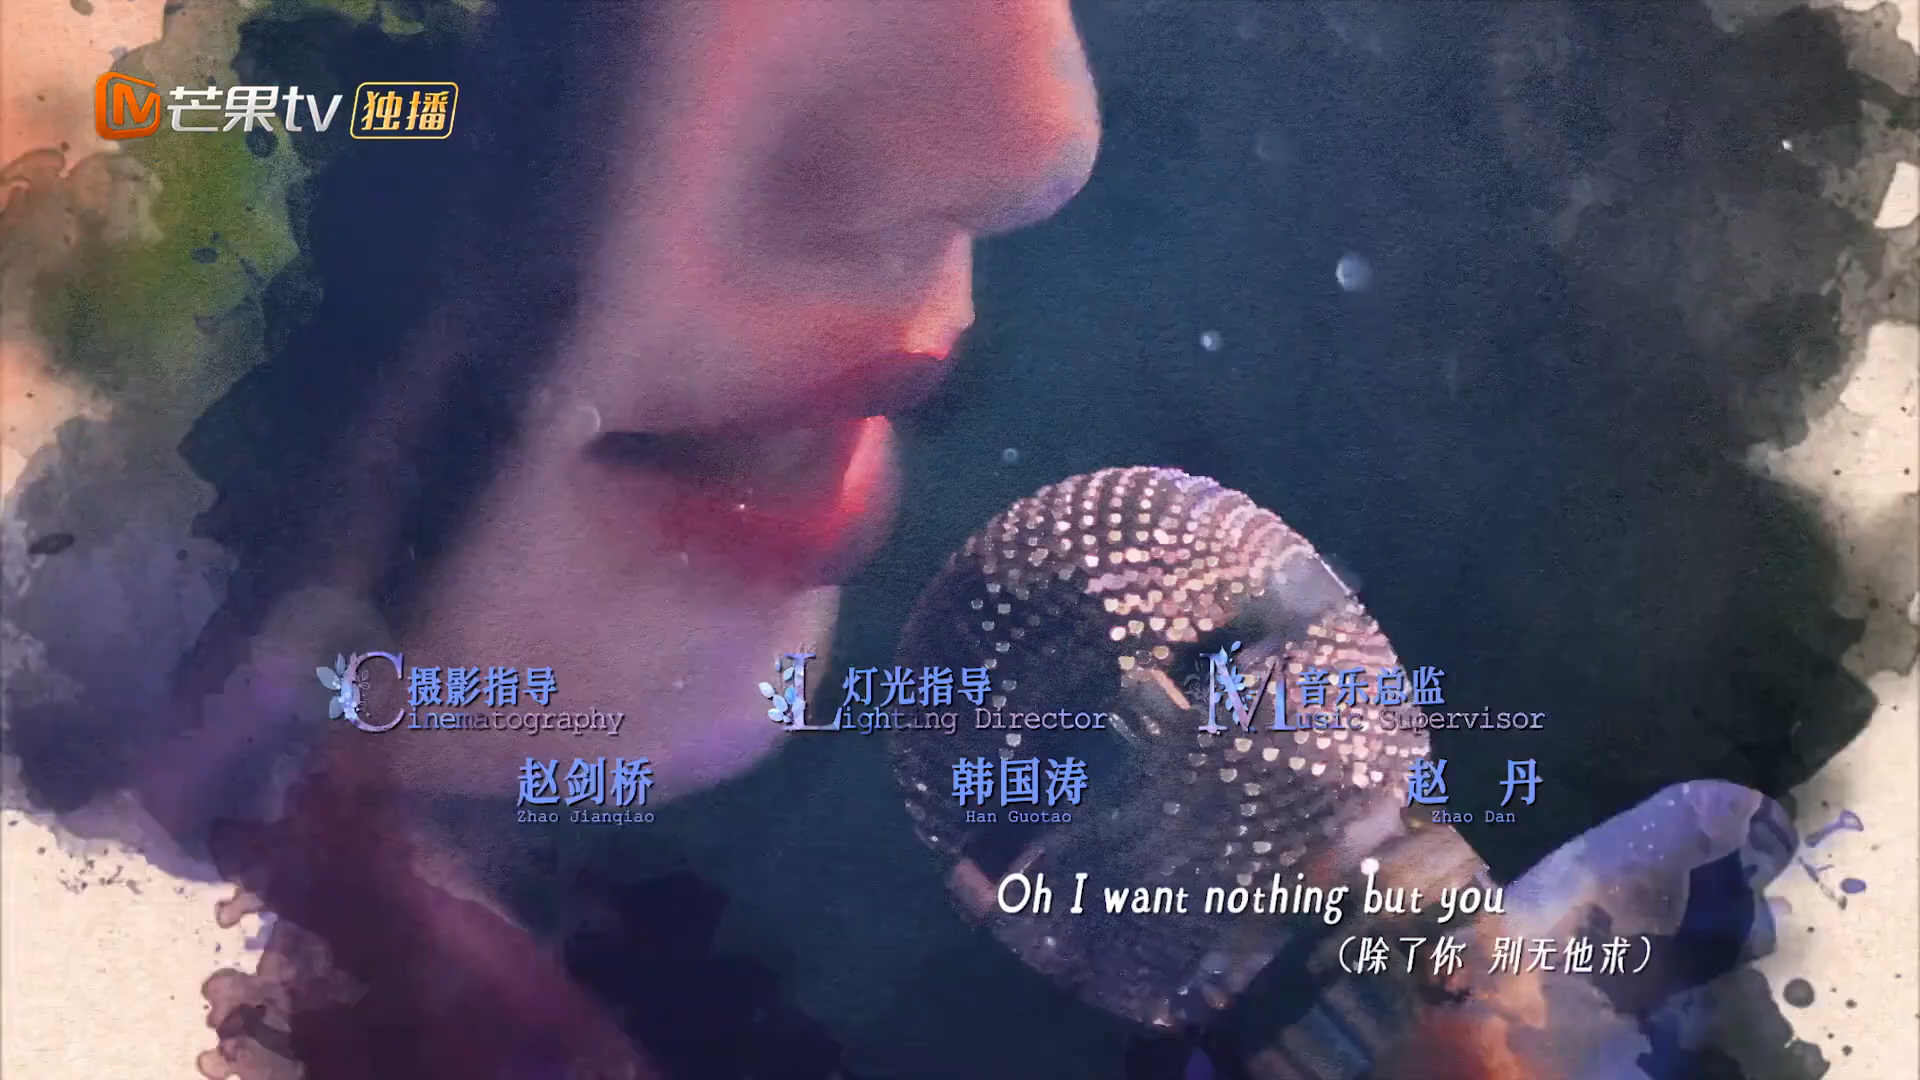 芒果tv 独播
摄影指导
Cinematography
赵剑桥
Zhao Jianqiao
灯光指导
Lighting Director
韩国涛
Han Guotao
音乐总监
Music Supervisor
赵 丹
Zhao Dan
Oh I want nothing but you
（除了你 别无他求）